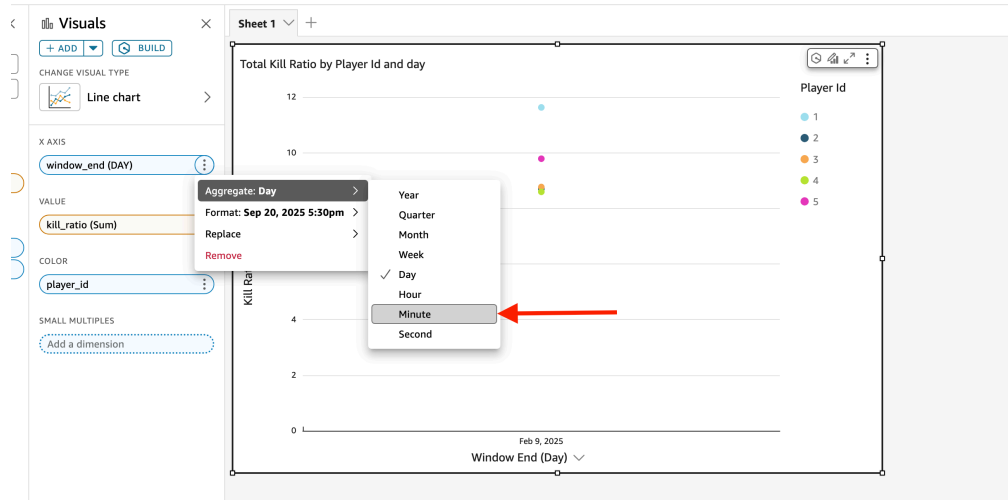 Visuals
+ ADD
BUILD
CHANGE VISUAL TYPE
Line chart
X AXIS
window_end (DAY)
VALUE
kill_ratio (Sum)
COLOR
player_id
SMALL MULTIPLES
Add a dimension
Aggregate: Day
Format: Sep 20, 2025 5:30pm
Replace
Remove
Year
Quarter
Month
Week
Day
Hour
Minute
Second
Sheet 1
Total Kill Ratio by Player Id and day
12
10
4
2
0
Kill Ra
Feb 9, 2025
Window End (Day)
Player Id
1
2
3
4
5